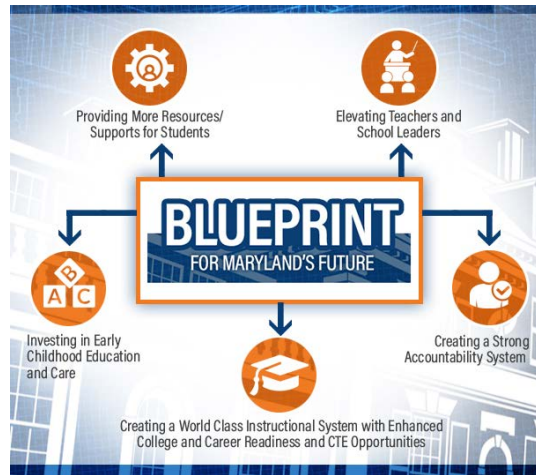 Providing More Resources/
Supports for Students
Elevating Teachers and
School Leaders
BLUEPRINT
FOR MARYLAND'S FUTURE
A B C
Investing in Early
Childhood Education
and Care
Creating a Strong
Accountability System
Creating a World Class Instructional System with Enhanced
College and Career Readiness and CTE Opportunities